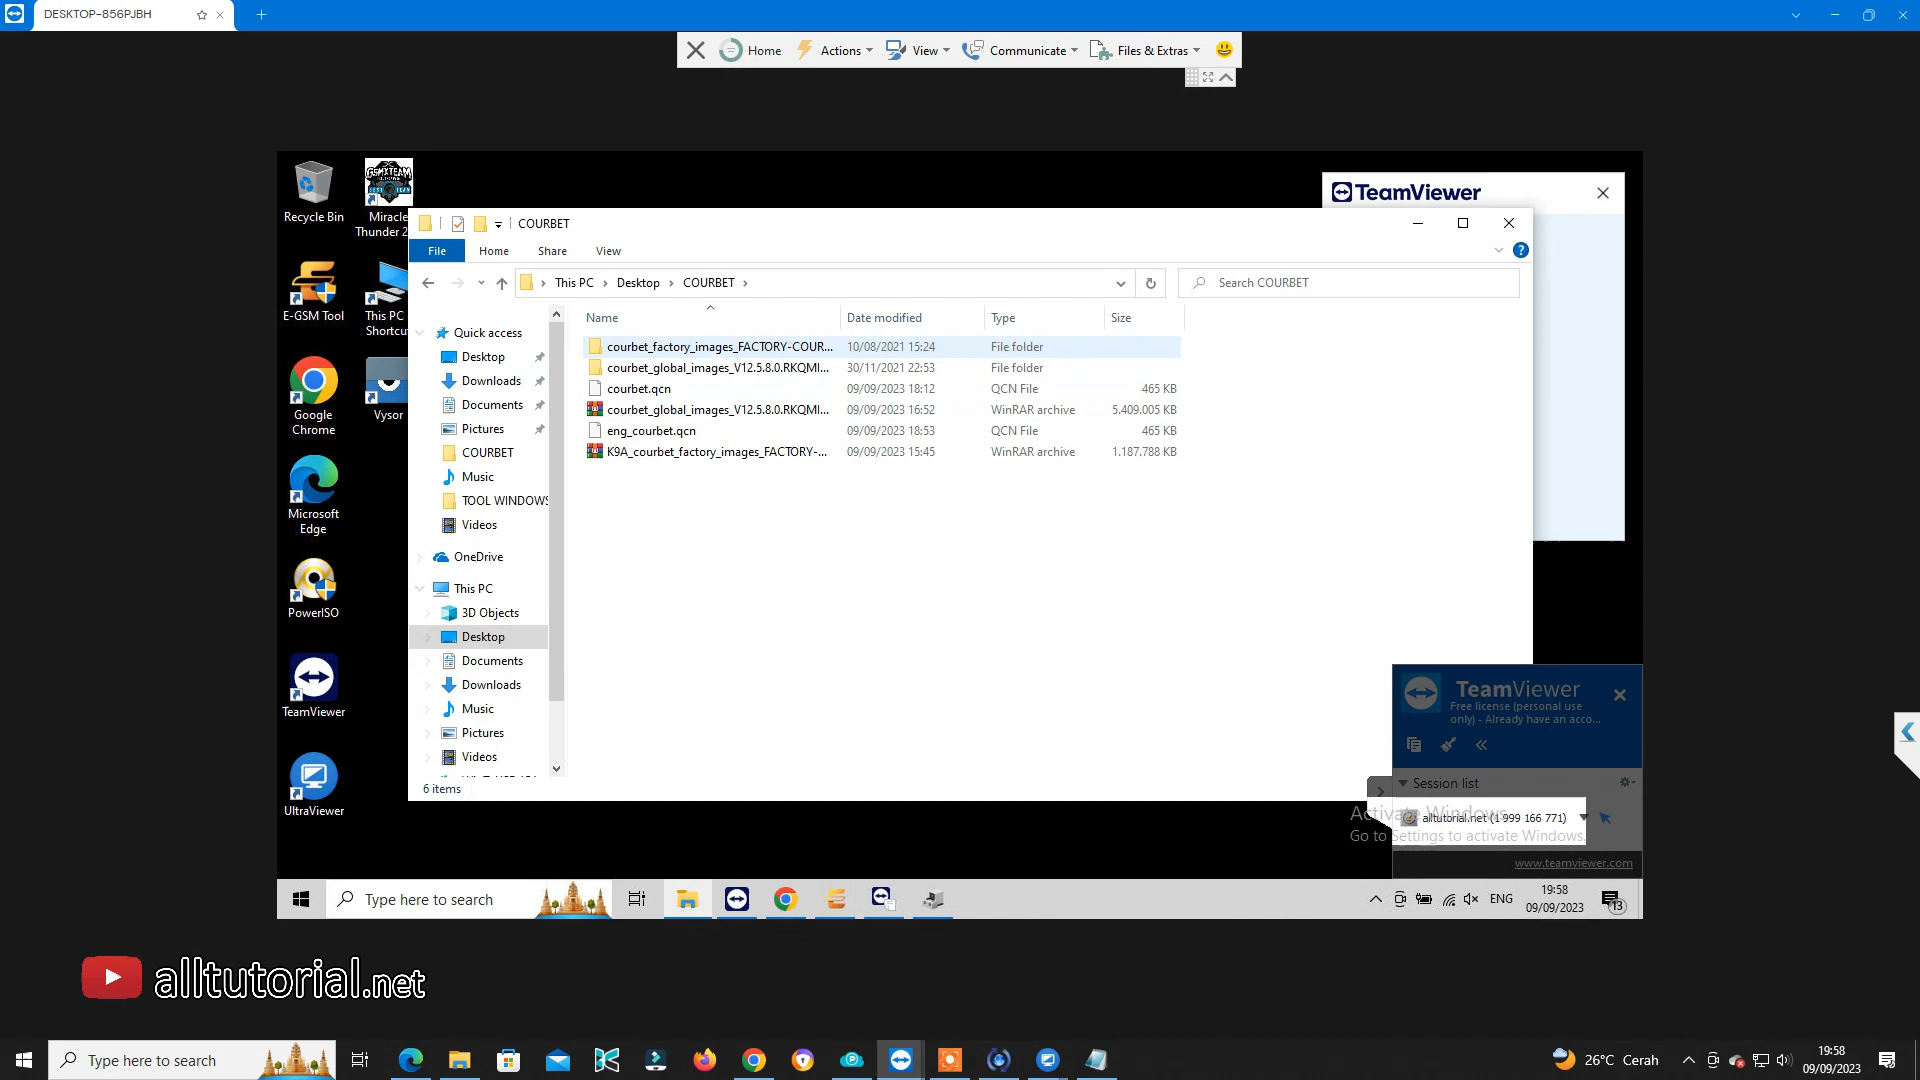 DESKTOP-856PJBH
Home
Actions
View
Communicate
Files & Extras
Recycle Bin
Miracle
Thunder 2
E-GSM Tool
This PC
Shortcu
Google
Chrome
Vysor
Microsoft
Edge
PowerISO
TeamViewer
UltraViewer
TeamViewer
COURBET
File
Home
Share
View
This PC > Desktop > COURBET >
Search COURBET
Quick access
Desktop
Downloads
Documents
Pictures
COURBET
Music
TOOL WINDOWS
Videos
OneDrive
This PC
3D Objects
Desktop
Documents
Downloads
Music
Pictures
Videos
Name Date modified Type Size
courbet_factory_images_FACTORY-COUR... 10/08/2021 15:24 File folder
courbet_global_images_V12.5.8.0.RKQMI... 30/11/2021 22:53 File folder
courbet.qcn 09/09/2023 18:12 QCN File 465 KB
courbet_global_images_V12.5.8.0.RKQMI... 09/09/2023 16:52 WinRAR archive 5.409.005 KB
eng_courbet.qcn 09/09/2023 18:53 QCN File 465 KB
K9A_courbet_factory_images_FACTORY-... 09/09/2023 15:45 WinRAR archive 1.187.788 KB
6 items
TeamViewer
Free license (personal use
only) - Already have an acco...
Session list
Activate Windows
alltutorial.net (1 999 166 771)
Go to Settings to activate Windows.
www.teamviewer.com
Type here to search
ENG
19:58
09/09/2023
13
alltutorial.net
Type here to search
26°C Cerah
19:58
09/09/2023